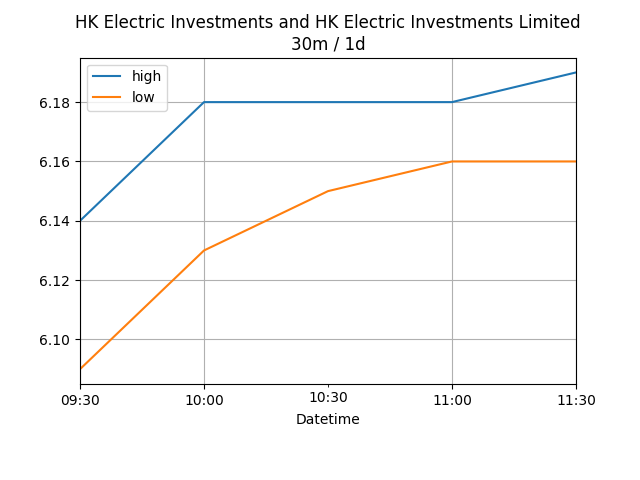 HK Electric Investments and HK Electric Investments Limited
30m / 1d
high
low
6.18
6.16
6.14
6.12
6.10
09:30 10:00 10:30 11:00 11:30
Datetime